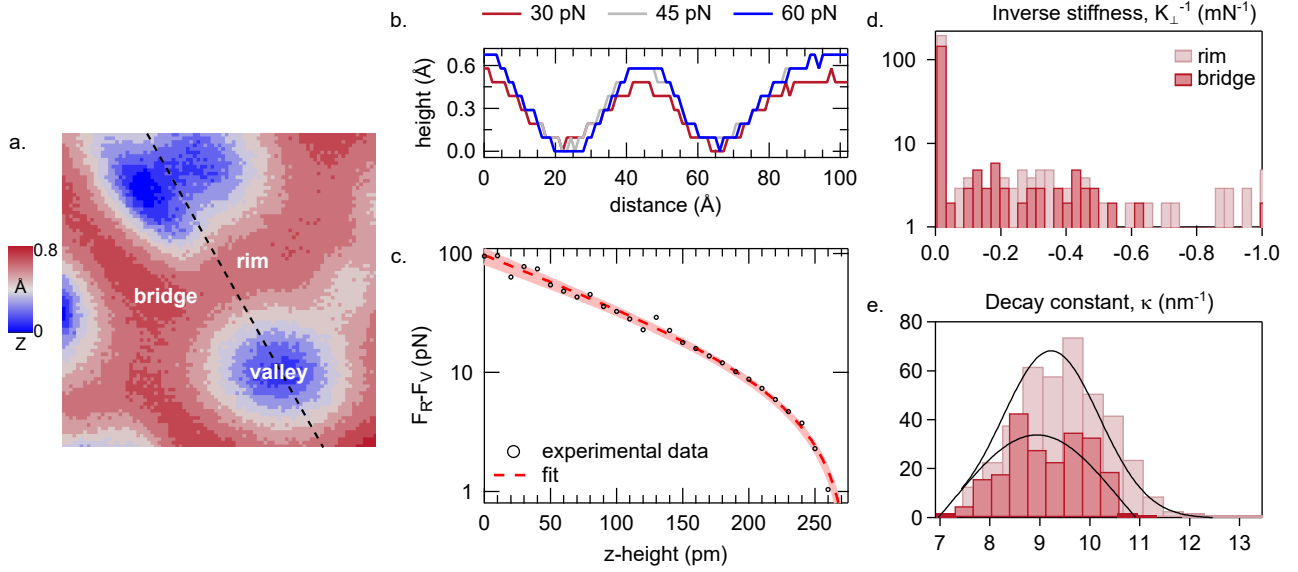 a.
0.8
Å
0
Z
rim
bridge
valley
b.
30 pN
45 pN
60 pN
height (Å)
0.6
0.3
0.0
0
20
40
60
80
100
distance (Å)
c.
F_R-F_V (pN)
100
10
1
experimental data
fit
0
50
100
150
200
250
z-height (pm)
d.
Inverse stiffness, K_⊥^-1 (mN^-1)
100
10
1
rim
bridge
0.0
-0.2
-0.4
-0.6
-0.8
-1.0
e.
Decay constant, κ (nm^-1)
80
60
40
20
0
7
8
9
10
11
12
13